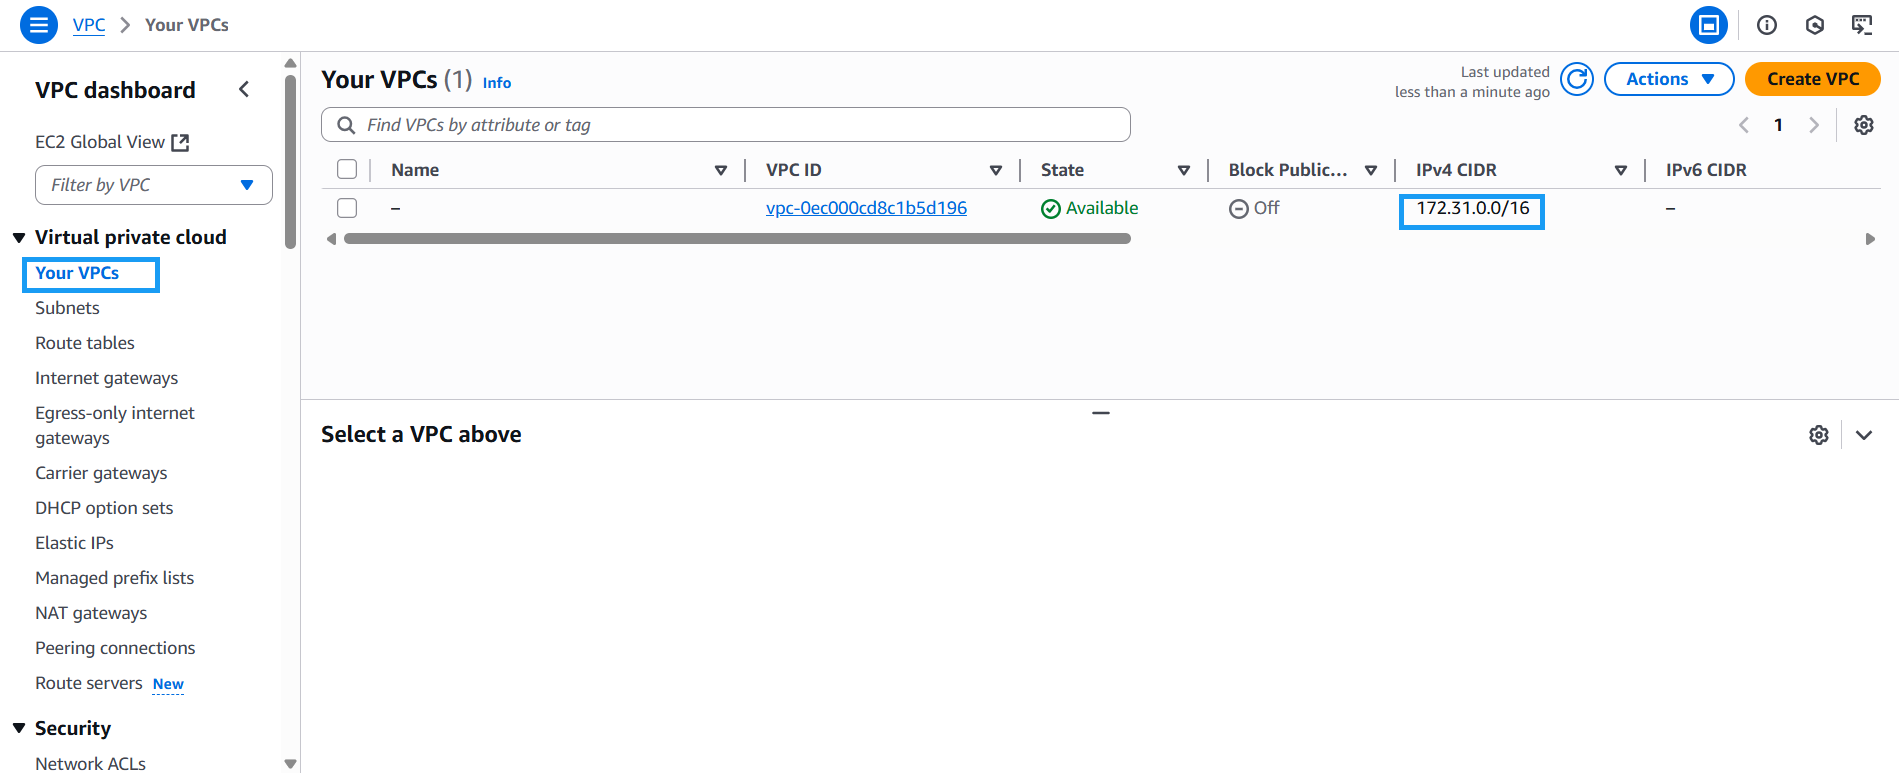 VPC > Your VPCs
VPC dashboard
EC2 Global View
Filter by VPC
Virtual private cloud
Your VPCs
Subnets
Route tables
Internet gateways
Egress-only internet
gateways
Carrier gateways
DHCP option sets
Elastic IPs
Managed prefix lists
NAT gateways
Peering connections
Route servers New
Security
Network ACLs
Your VPCs (1) Info
Last updated
less than a minute ago
Actions
Create VPC
Find VPCs by attribute or tag
1
Name VPC ID State Block Public... IPv4 CIDR IPv6 CIDR
– vpc-0ec000cd8c1b5d196 Available Off 172.31.0.0/16 –
Select a VPC above